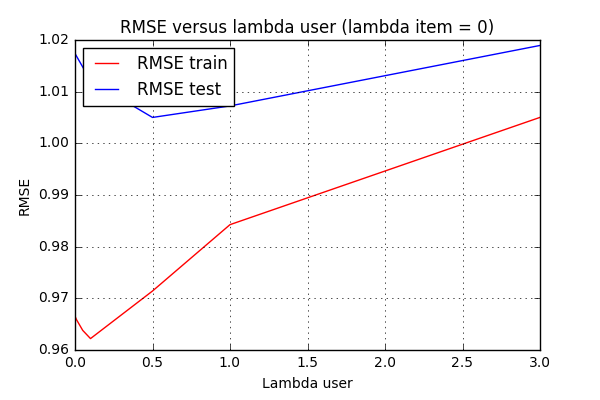 RMSE versus lambda user (lambda item = 0)
1.02
1.01
1.00
0.99
0.98
0.97
0.96
RMSE
RMSE train
RMSE test
0.0 0.5 1.0 1.5 2.0 2.5 3.0
Lambda user